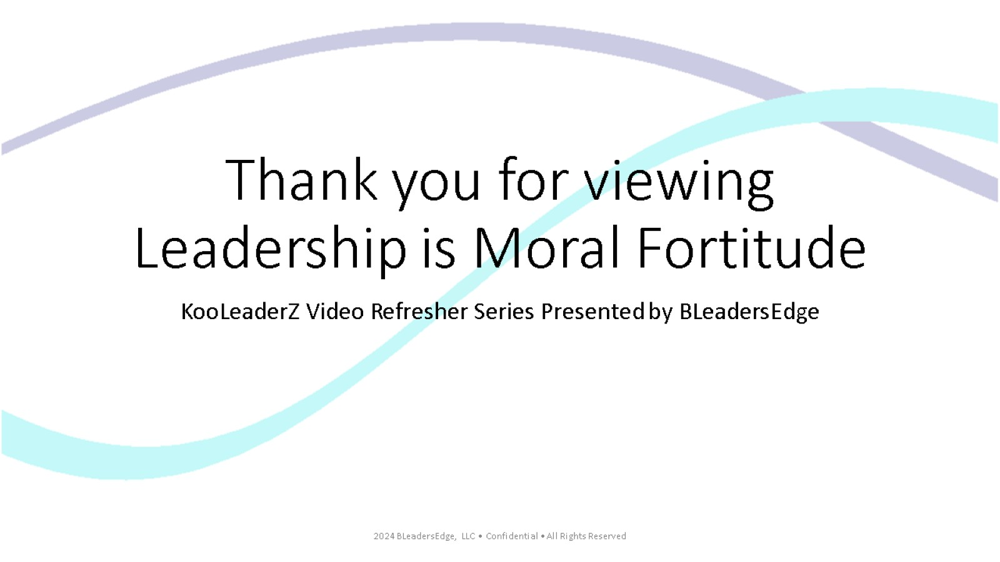 Thank you for viewing
Leadership is Moral Fortitude
KooLeaderZ Video Refresher Series Presented by BLeadersEdge
2024 BLeadersEdge, LLC • Confidential • All Rights Reserved